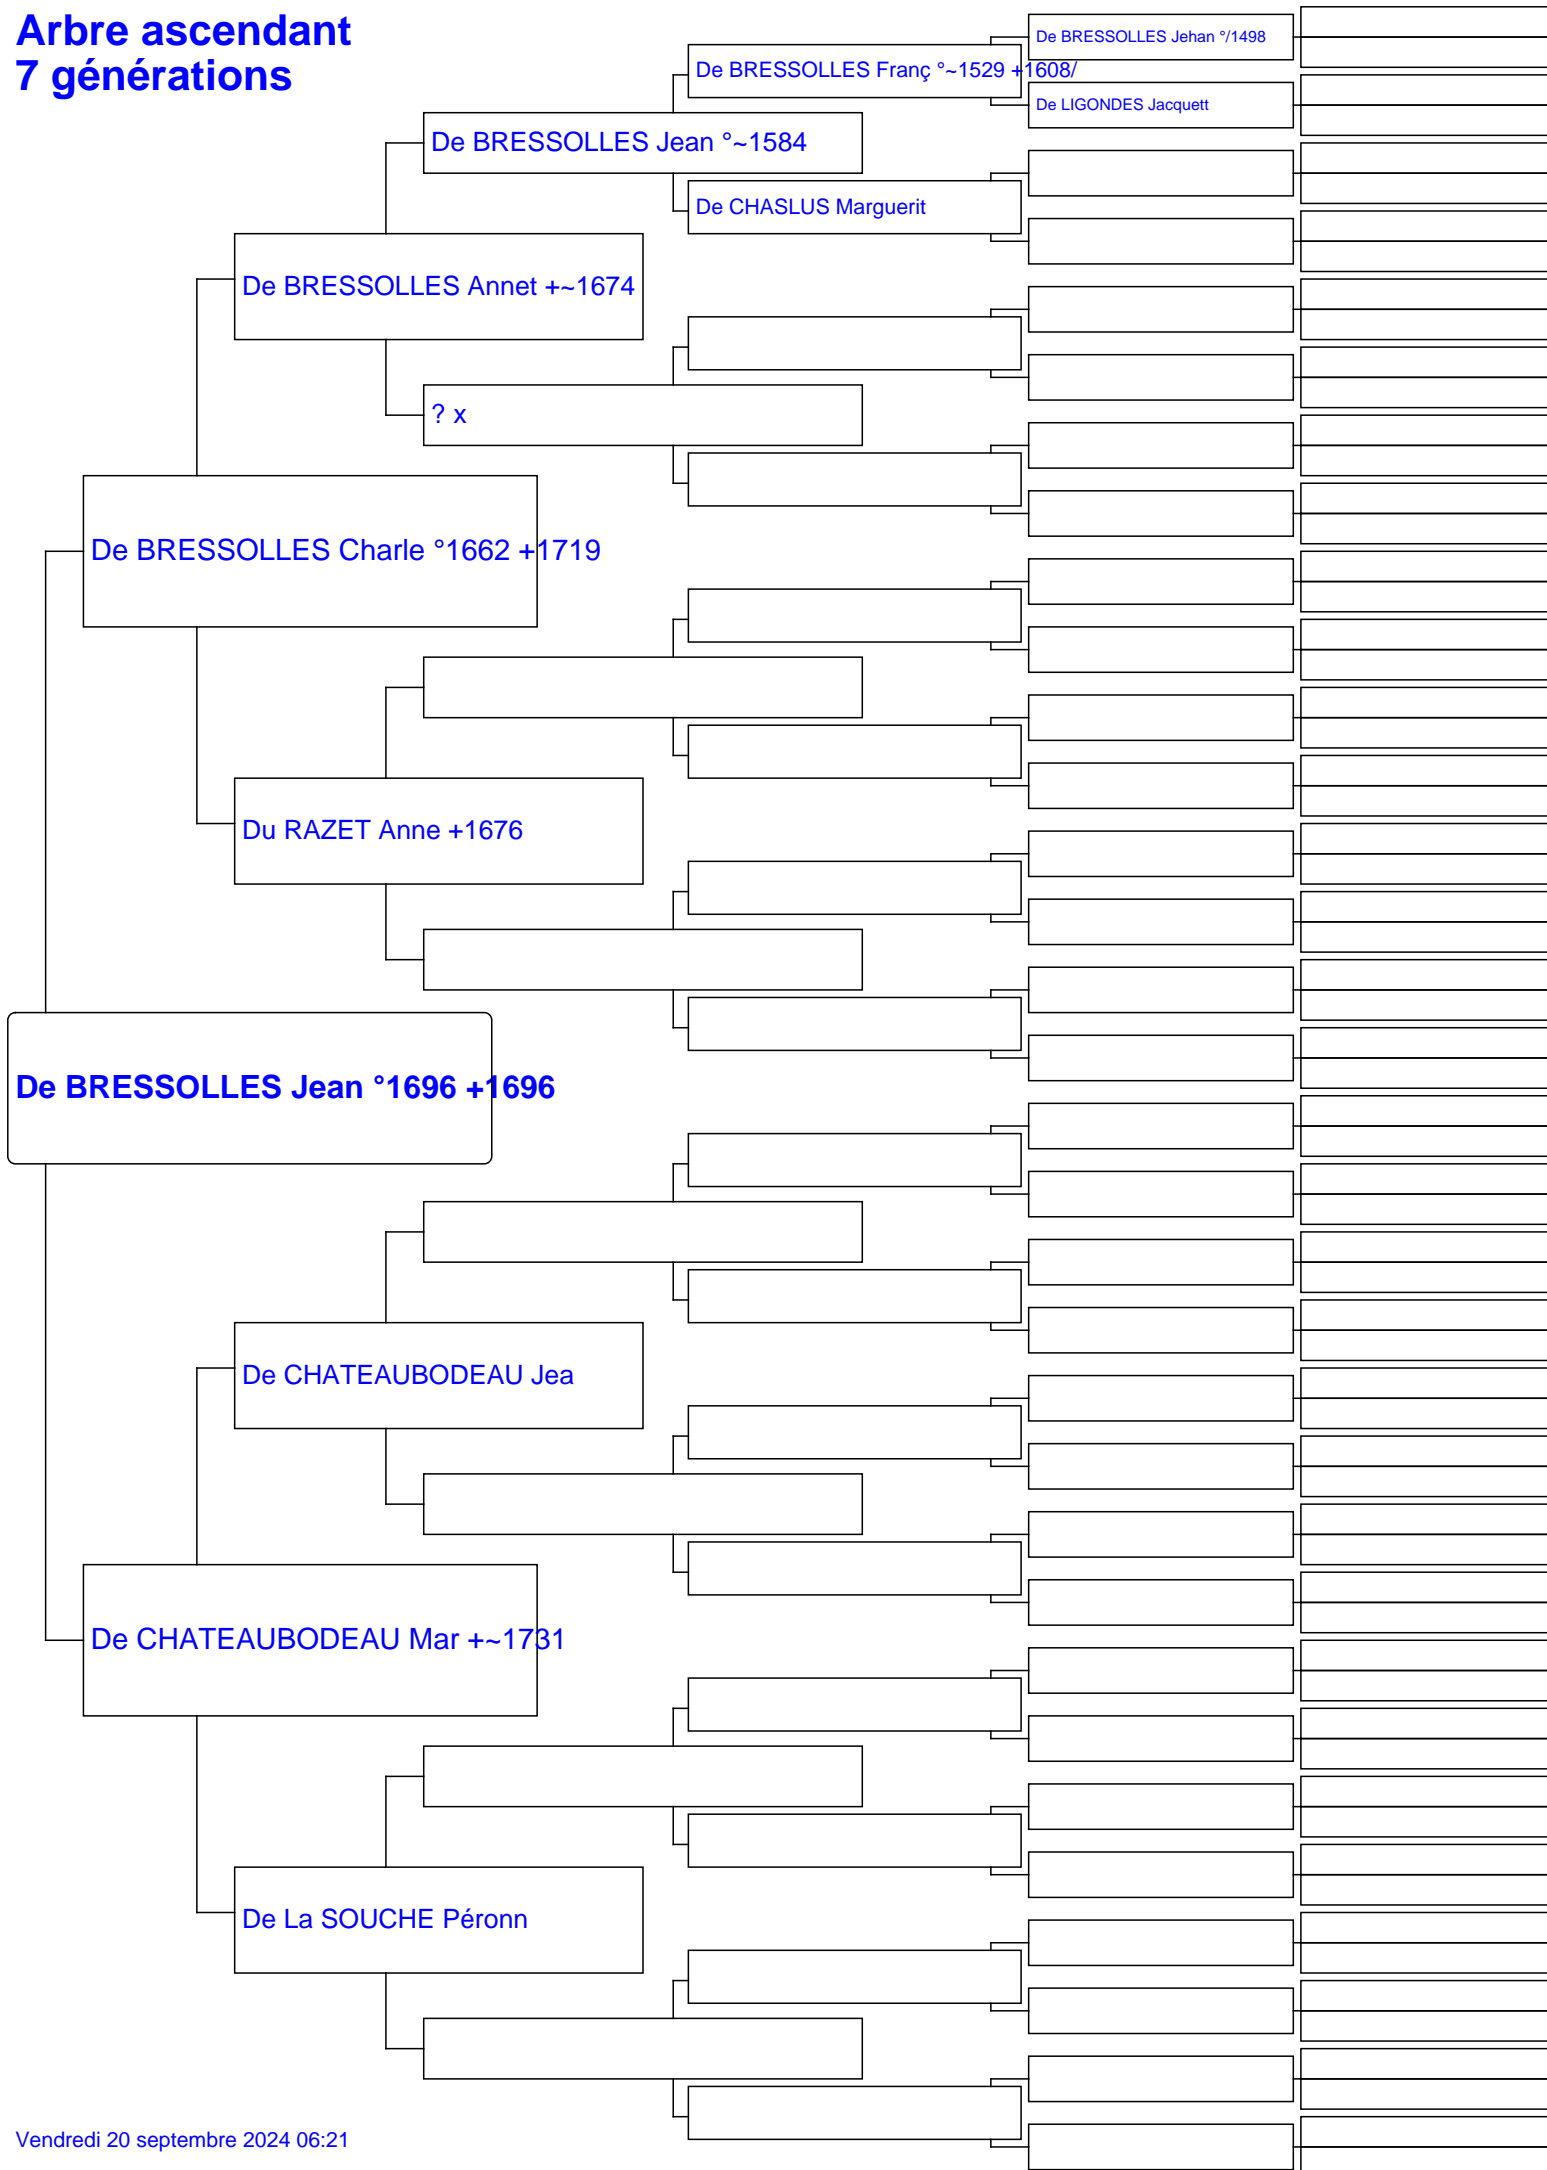 Arbre ascendant
7 générations
De BRESSOLLES Jehan °/1498
De BRESSOLLES Franç °~1529 +1608/
De LIGONDES Jacquett
De BRESSOLLES Jean °~1584
De CHASLUS Marguerit
De BRESSOLLES Annet +~1674
? x
De BRESSOLLES Charle °1662 +1719
Du RAZET Anne +1676
De BRESSOLLES Jean °1696 +1696
De CHATEAUBODEAU Jea
De CHATEAUBODEAU Mar +~1731
De La SOUCHE Péronn
Vendredi 20 septembre 2024 06:21